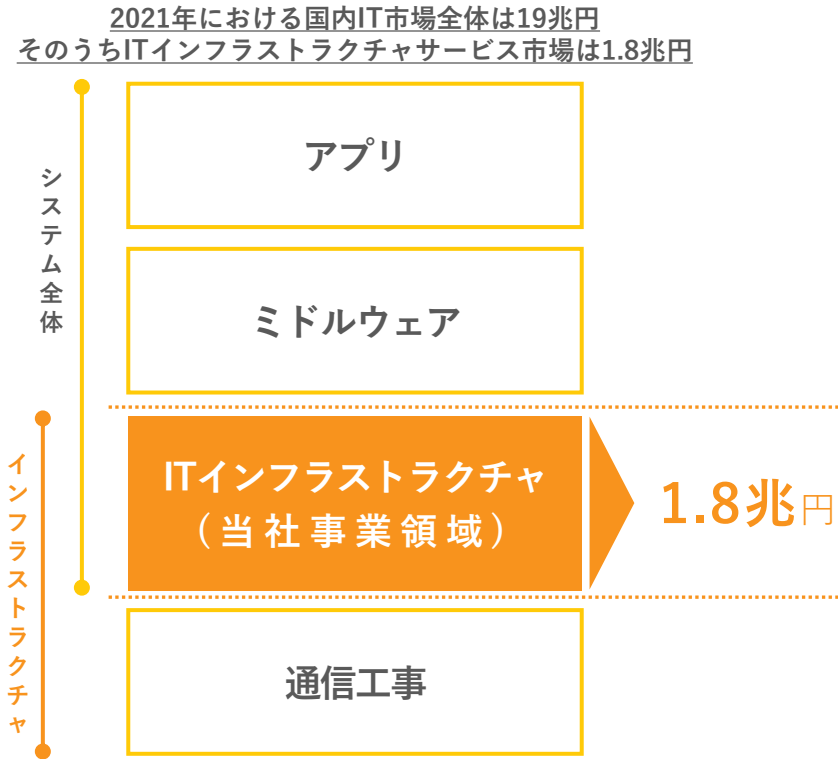 2021年における国内IT市場全体は19兆円
そのうちITインフラストラクチャサービス市場は1.8兆円
システム全体
アプリ
ミドルウェア
インフラストラクチャ
ITインフラストラクチャ
(当社事業領域)
1.8兆円
通信工事